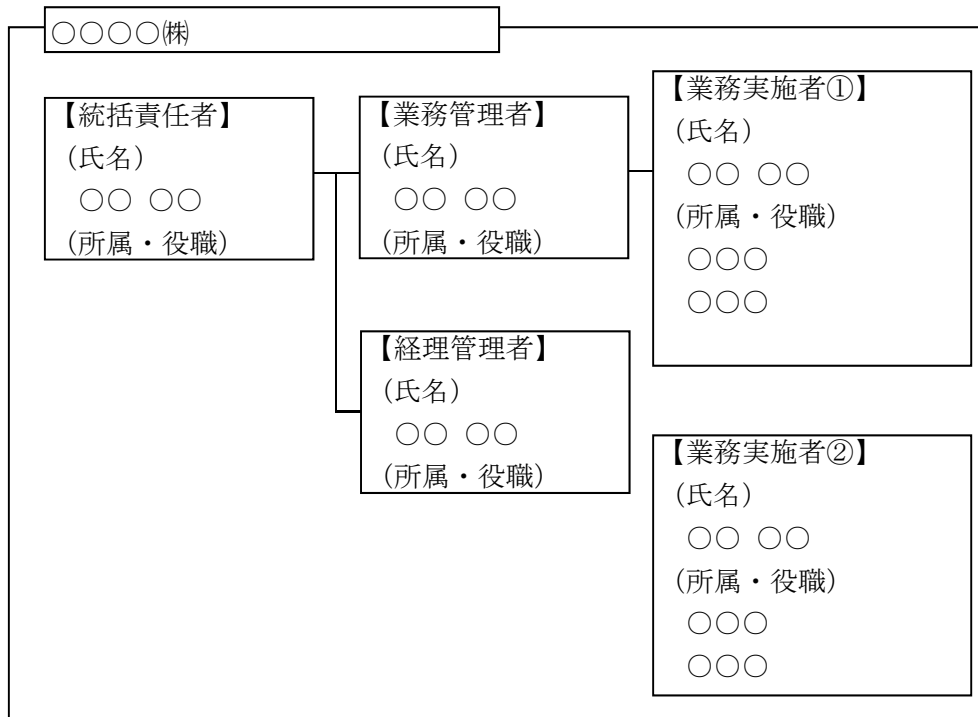 ○○○○㈱
【統括責任者】
(氏名)
○○ ○○
(所属・役職)
【業務管理者】
(氏名)
○○ ○○
(所属・役職)
【業務実施者①】
(氏名)
○○ ○○
(所属・役職)
○○○
○○○
【経理管理者】
(氏名)
○○ ○○
(所属・役職)
【業務実施者②】
(氏名)
○○ ○○
(所属・役職)
○○○
○○○